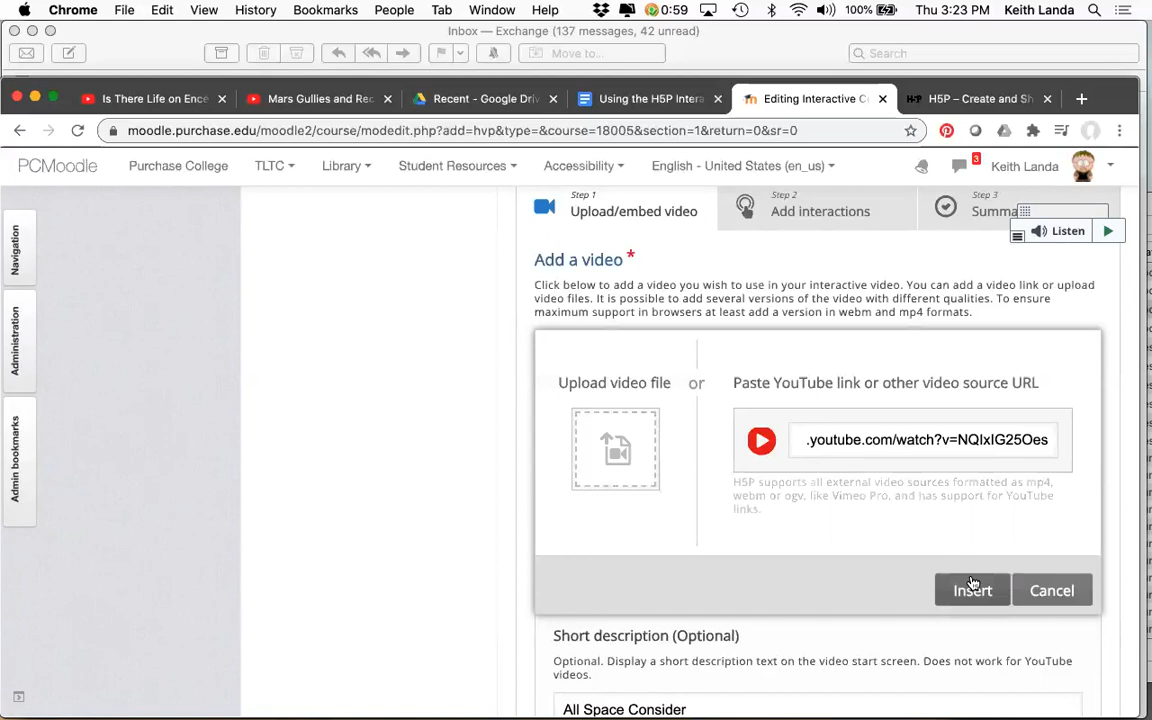 Chrome File Edit View History Bookmarks People Tab Window Help 0:59 100% Thu 3:23 PM Keith Landa
Inbox — Exchange (137 messages, 42 unread)
Move to...
Search
Is There Life on Ence
Mars Gullies and Rec
Recent - Google Driv
Using the H5P Intera
Editing Interactive C
H5P – Create and Sh
moodle.purchase.edu/moodle2/course/modedit.php?add=hvp&type=&course=18005&section=1&return=0&sr=0
PCMoodle Purchase College TLTC Library Student Resources Accessibility English - United States (en_us) 3 Keith Landa
Navigation
Administration
Admin bookmarks
Step 1
Upload/embed video
Step 2
Add interactions
Step 3
Summa
Listen
Add a video *
Click below to add a video you wish to use in your interactive video. You can add a video link or upload
video files. It is possible to add several versions of the video with different qualities. To ensure
maximum support in browsers at least add a version in webm and mp4 formats.
Upload video file or Paste YouTube link or other video source URL
.youtube.com/watch?v=NQIxIG25Oes
H5P supports all external video sources formatted as mp4,
webm or ogv, like Vimeo Pro, and has support for YouTube
links.
Insert Cancel
Short description (Optional)
Optional. Display a short description text on the video start screen. Does not work for YouTube
videos.
All Space Consider